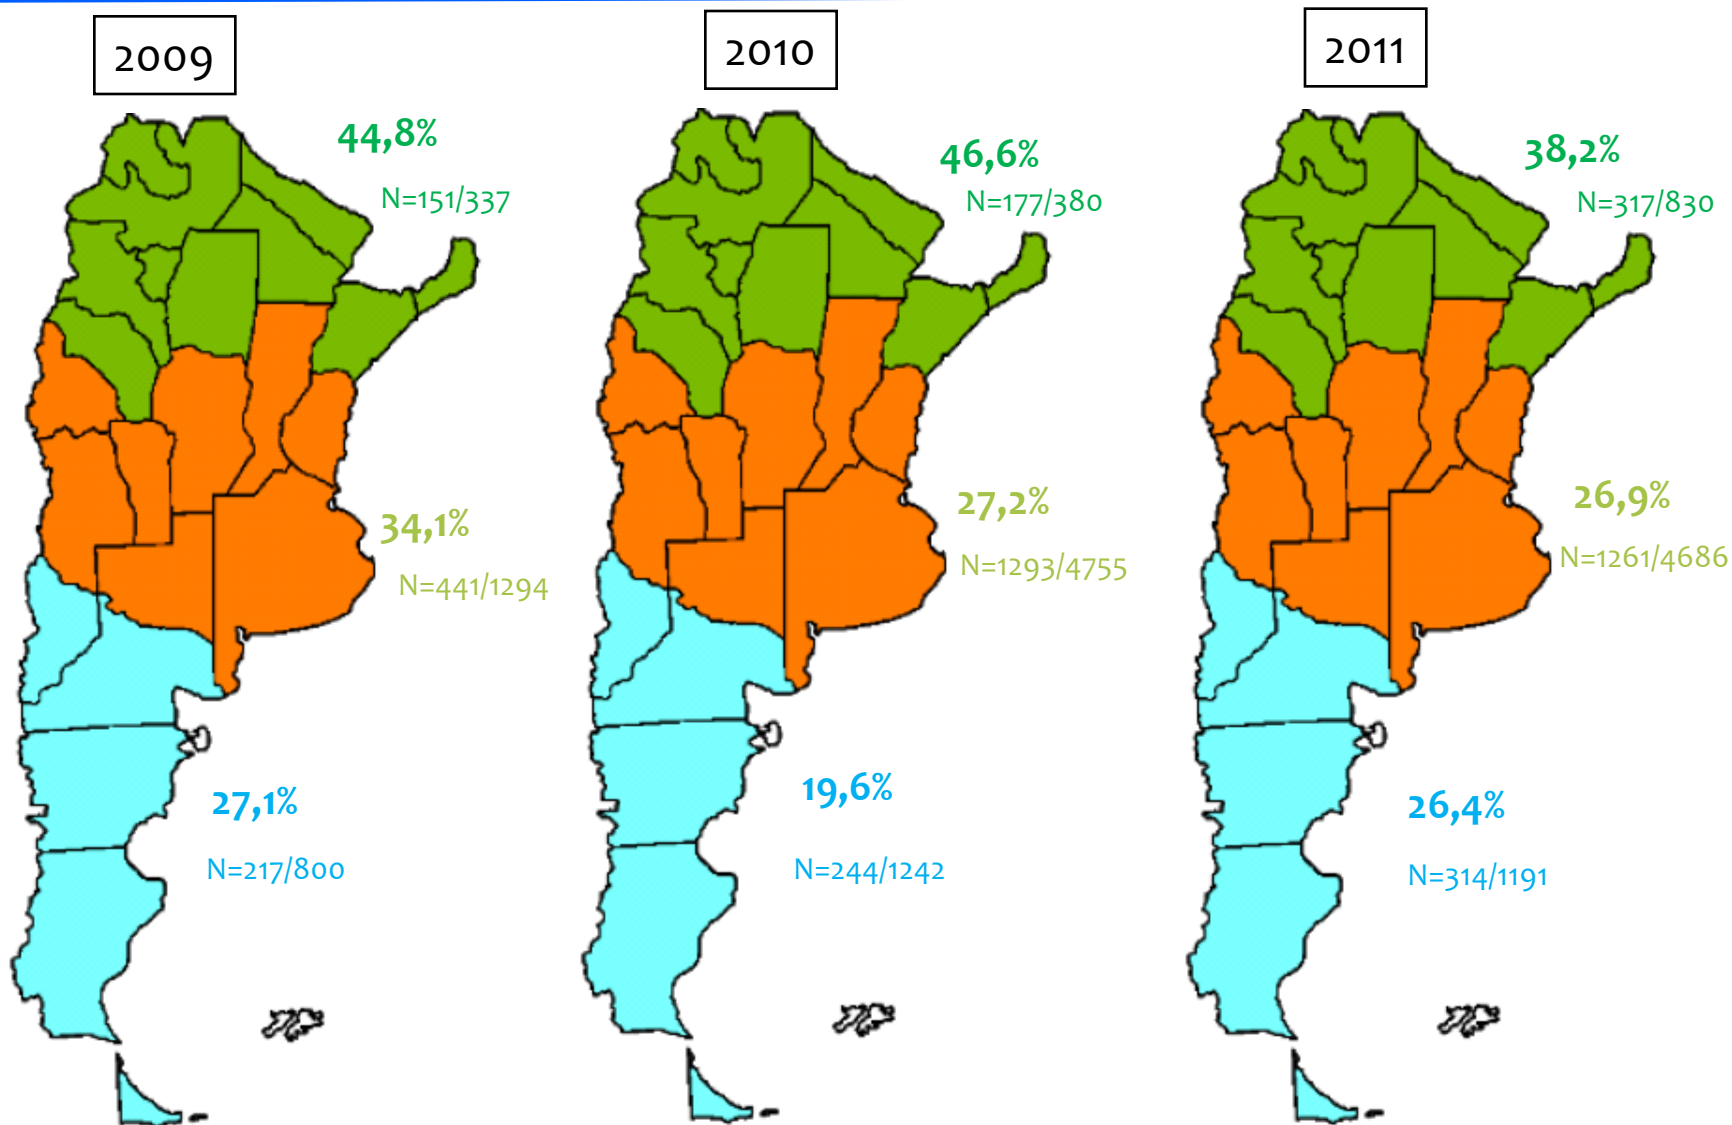 2009
44,8%
N=151/337
34,1%
N=441/1294
27,1%
N=217/800
2010
46,6%
N=177/380
27,2%
N=1293/4755
19,6%
N=244/1242
2011
38,2%
N=317/830
26,9%
N=1261/4686
26,4%
N=314/1191